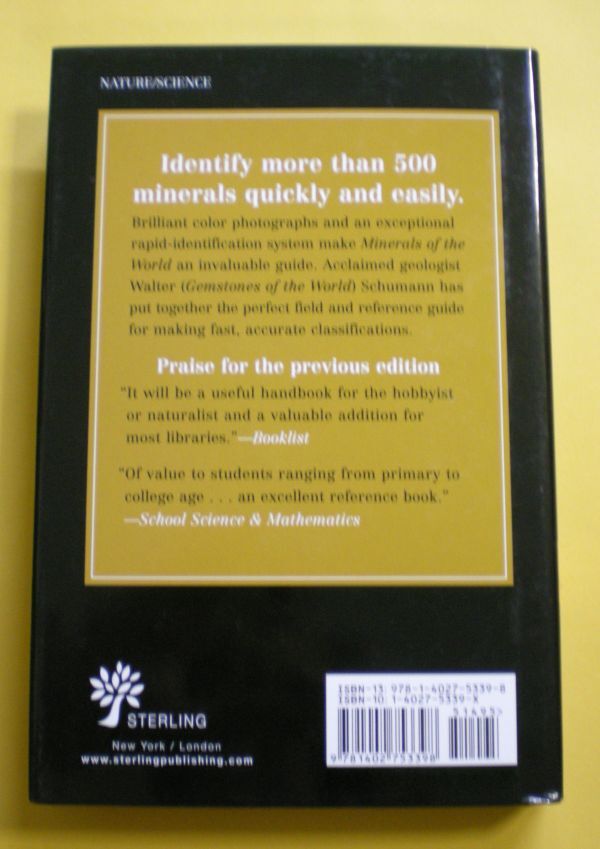 NATURE/SCIENCE
Identify more than 500
minerals quickly and easily.
Brilliant color photographs and an exceptional
rapid-identification system make Minerals of the
World an invaluable guide. Acclaimed geologist
Walter (Gemstones of the World) Schumann has
put together the perfect field and reference guide
for making fast, accurate classifications.
Praise for the previous edition
"It will be a useful handbook for the hobbyist
or naturalist and a valuable addition for
most libraries."—Booklist
"Of value to students ranging from primary to
college age . . . an excellent reference book."
—School Science & Mathematics
STERLING
New York / London
www.sterlingpublishing.com
ISBN-13: 978-1-4027-5339-8
ISBN-10: 1-4027-5339-X
51495>
9 781402 753398